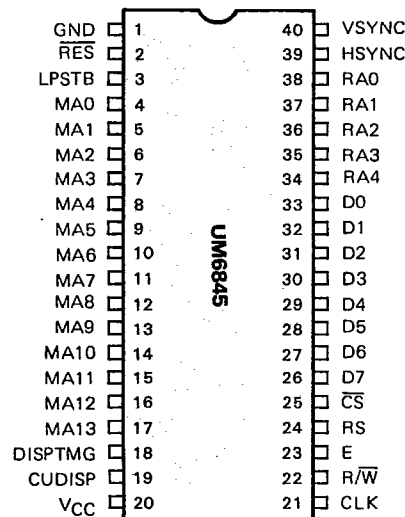 GND 1 40 VSYNC
R̅E̅S̅ 2 39 HSYNC
LPSTB 3 38 RA0
MA0 4 37 RA1
MA1 5 36 RA2
MA2 6 35 RA3
MA3 7 34 RA4
MA4 8 33 D0
MA5 9 32 D1
MA6 10 31 D2
MA7 11 30 D3
MA8 12 29 D4
MA9 13 28 D5
MA10 14 27 D6
MA11 15 26 D7
MA12 16 25 C̅S̅
MA13 17 24 RS
DISPTMG 18 23 E
CUDISP 19 22 R/W̅
VCC 20 21 CLK
UM6845